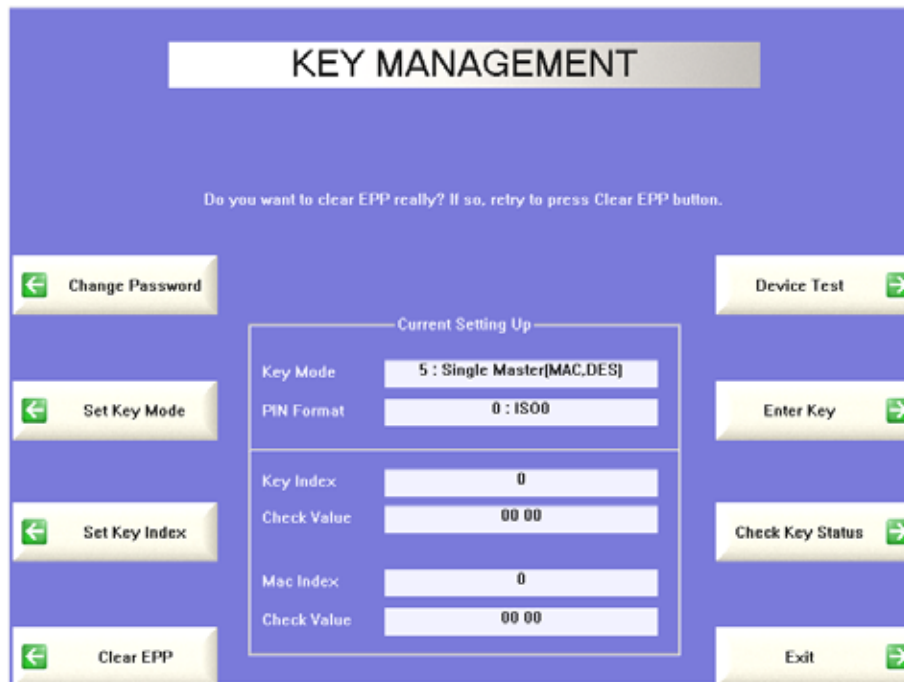 KEY MANAGEMENT
Do you want to clear EPP really? If so, retry to press Clear EPP button.
Change Password
Device Test
Current Setting Up
Key Mode 5 : Single Master(MAC,DES)
Set Key Mode
PIN Format 0 : ISO0
Enter Key
Key Index 0
Check Value 00 00
Set Key Index
Check Key Status
Mac Index 0
Check Value 00 00
Clear EPP
Exit